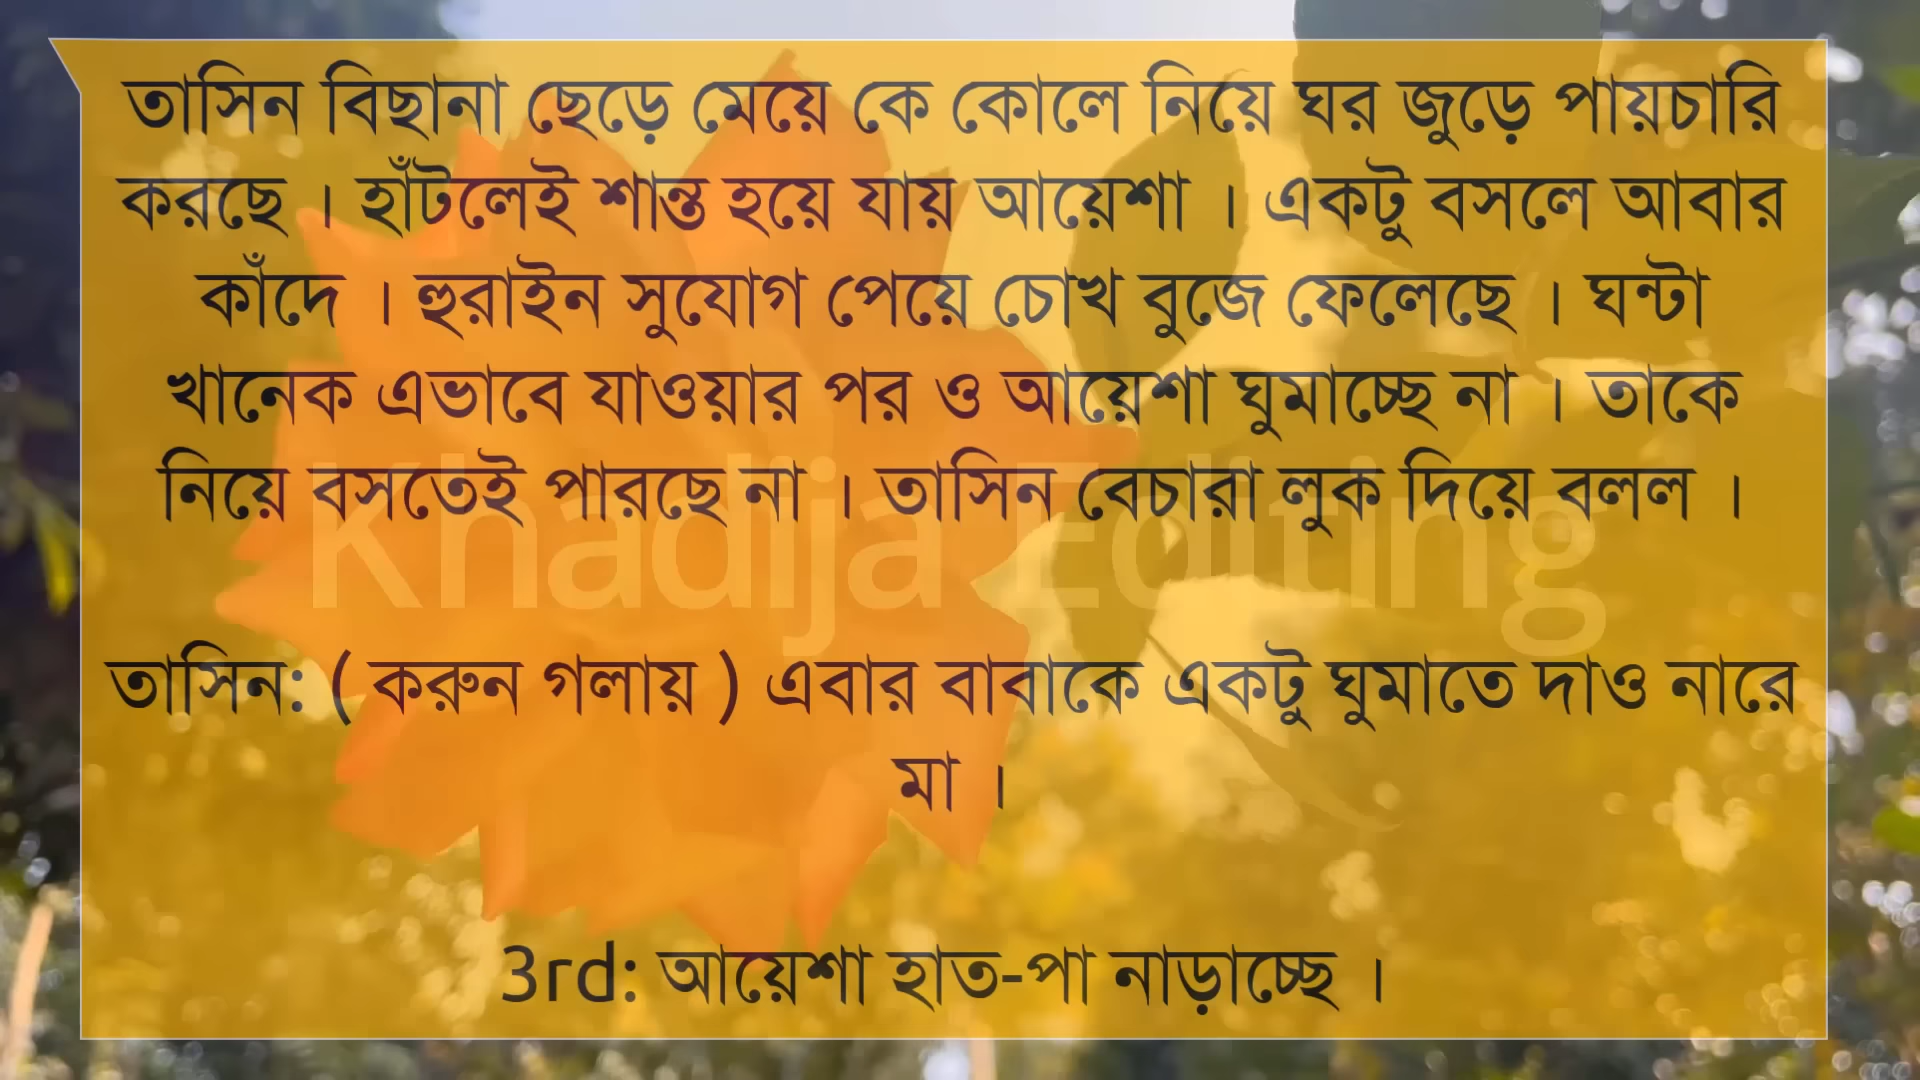 তাসিন বিছানা ছেড়ে মেয়ে কে কোলে নিয়ে ঘর জুড়ে পায়চারি
করছে । হাঁটলেই শান্ত হয়ে যায় আয়েশা । একটু বসলে আবার
কাঁদে । হুরাইন সুযোগ পেয়ে চোখ বুজে ফেলেছে । ঘন্টা
খানেক এভাবে যাওয়ার পর ও আয়েশা ঘুমাচ্ছে না । তাকে
নিয়ে বসতেই পারছে না । তাসিন বেচারা লুক দিয়ে বলল ।
Khadija Editing
তাসিন: ( করুন গলায় ) এবার বাবাকে একটু ঘুমাতে দাও নারে
মা ।
3rd: আয়েশা হাত-পা নাড়াচ্ছে ।